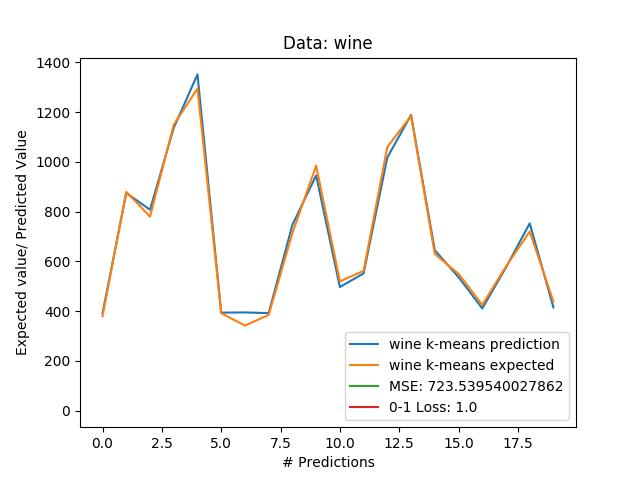 Data: wine
Expected value/ Predicted Value
1400
1200
1000
800
600
400
200
0
wine k-means prediction
wine k-means expected
MSE: 723.539540027862
0-1 Loss: 1.0
0.0 2.5 5.0 7.5 10.0 12.5 15.0 17.5
# Predictions